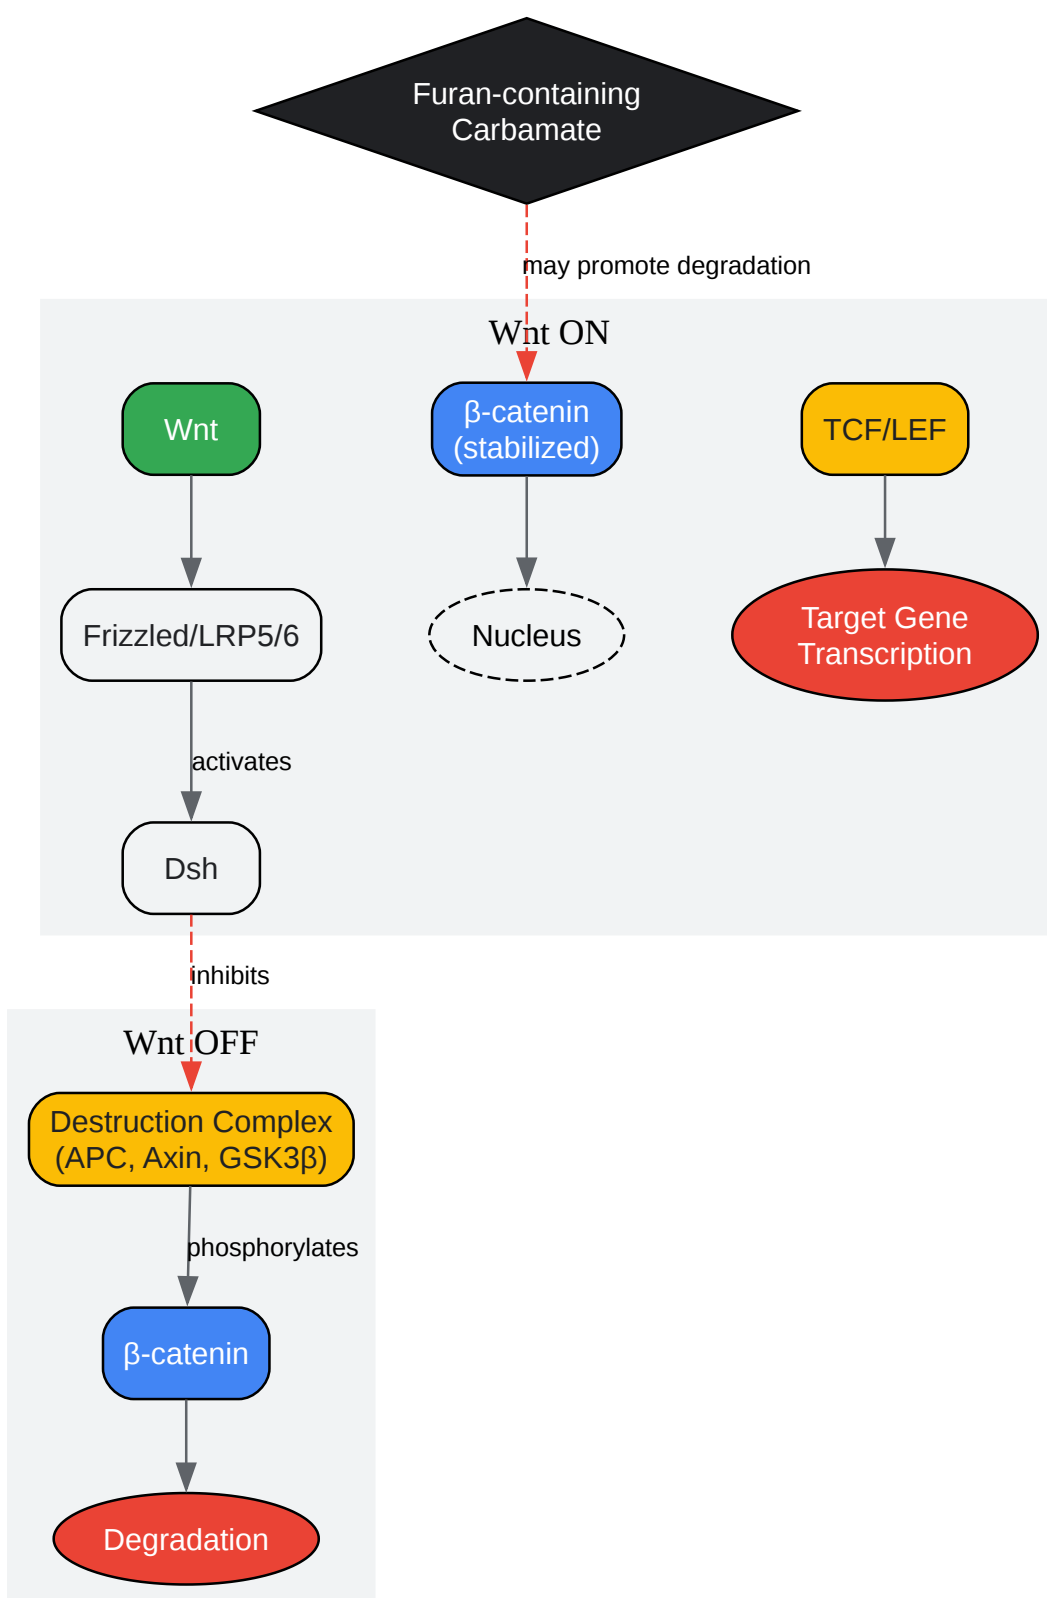 Furan-containing
Carbamate
may promote degradation
Wnt ON
Wnt
β-catenin
(stabilized)
TCF/LEF
Frizzled/LRP5/6
Nucleus
Target Gene
Transcription
activates
Dsh
inhibits
Wnt OFF
Destruction Complex
(APC, Axin, GSK3β)
phosphorylates
β-catenin
Degradation